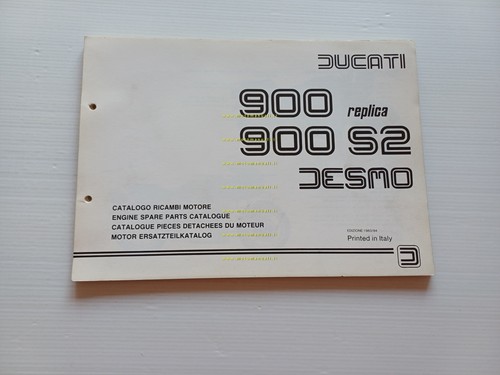 DUCATI
900 replica
900 S2
DESMO
CATALOGO RICAMBI MOTORE
ENGINE SPARE PARTS CATALOGUE
CATALOGUE PIECES DETACHEES DU MOTEUR
MOTOR ERSATZTEILKATALOG
Printed in Italy
D